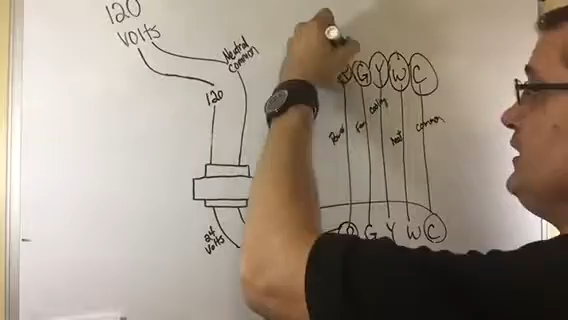 120
VOLTS
Neutral
Common
120
R G Y W C
Power
Fan
Cooling
Heat
Common
24
Volts
R G Y W C